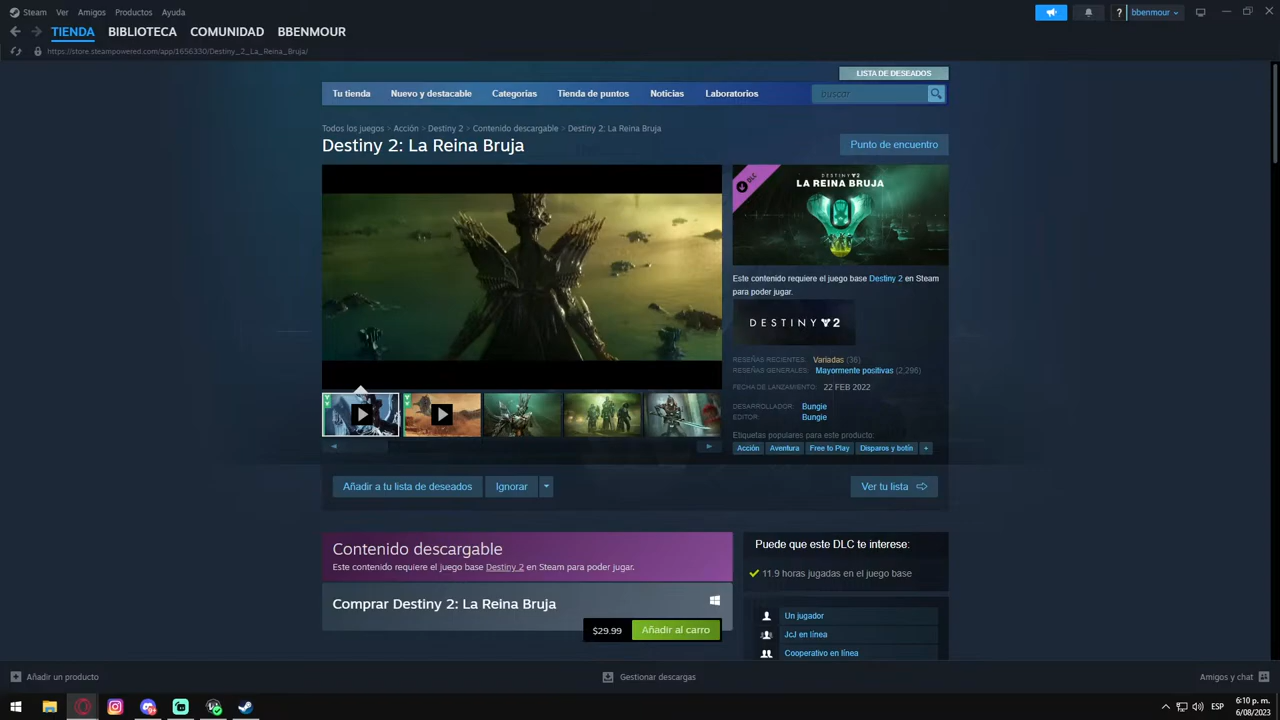 Steam Ver Amigos Productos Ayuda
? bbenmour
TIENDA BIBLIOTECA COMUNIDAD BBENMOUR
https://store.steampowered.com/app/1656330/Destiny_2_La_Reina_Bruja/
LISTA DE DESEADOS
Tu tienda Nuevo y destacable Categorías Tienda de puntos Noticias Laboratorios Buscar
Todos los juegos > Acción > Destiny 2 > Contenido descargable > Destiny 2: La Reina Bruja
Destiny 2: La Reina Bruja
Punto de encuentro
DLC
DESTINY 2
LA REINA BRUJA
Este contenido requiere el juego base Destiny 2 en Steam
para poder jugar.
DESTINY 2
RESEÑAS RECIENTES: Variadas (36)
RESEÑAS GENERALES: Mayormente positivas (2,296)
FECHA DE LANZAMIENTO: 22 FEB 2022
DESARROLLADOR: Bungie
EDITOR: Bungie
Etiquetas populares para este producto:
Acción Aventura Free to Play Disparos y botín +
Añadir a tu lista de deseados Ignorar
Ver tu lista
Contenido descargable
Este contenido requiere el juego base Destiny 2 en Steam para poder jugar.
Comprar Destiny 2: La Reina Bruja
$29.99 Añadir al carro
Puede que este DLC te interese:
11.9 horas jugadas en el juego base
Un jugador
JcJ en línea
Cooperativo en línea
Añadir un producto
Gestionar descargas
Amigos y chat
ESP
6:10 p. m.
6/08/2023